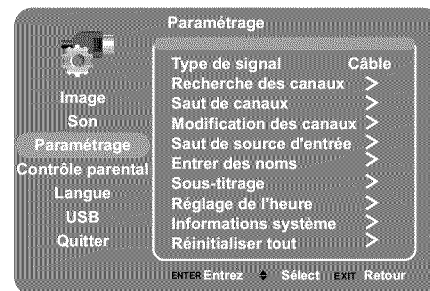 Paramétrage
Image
Son
Paramétrage
Contrôle parental
Langue
USB
Quitter
Type de signal Câble
Recherche des canaux >
Saut de canaux >
Modification des canaux >
Saut de source d'entrée >
Entrer des noms >
Sous-titrage >
Réglage de l'heure >
Informations système >
Réinitialiser tout >
ENTER Entrez Sélect EXIT Retour